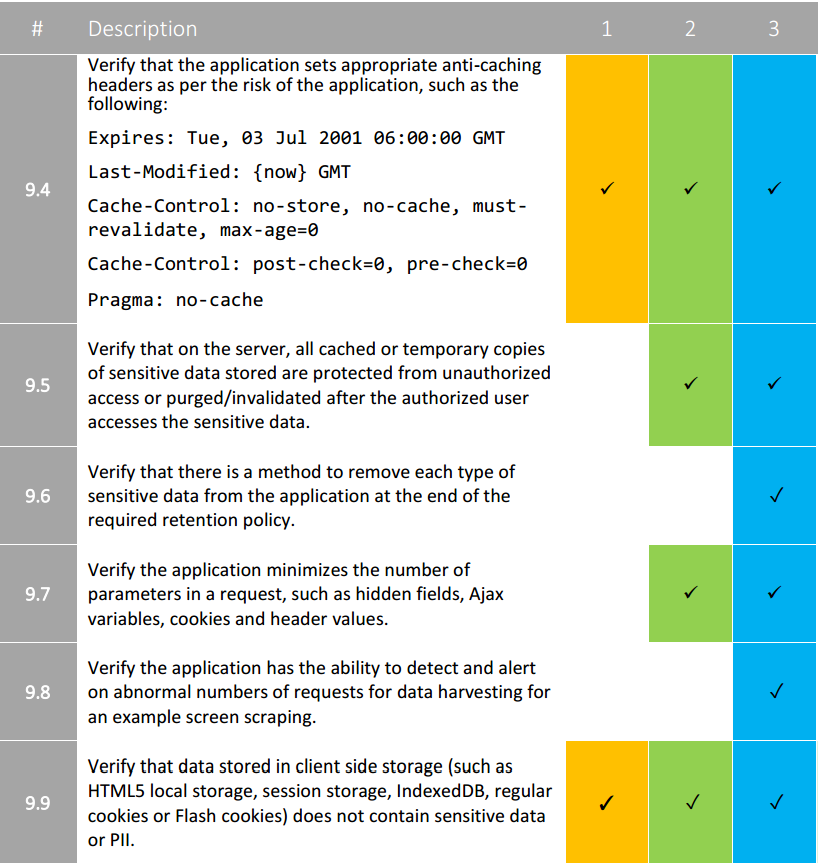 # Description 1 2 3
Verify that the application sets appropriate anti-caching
headers as per the risk of the application, such as the
following:
Expires: Tue, 03 Jul 2001 06:00:00 GMT
Last-Modified: {now} GMT
9.4 ✓ ✓ ✓
Cache-Control: no-store, no-cache, must-
revalidate, max-age=0
Cache-Control: post-check=0, pre-check=0
Pragma: no-cache
Verify that on the server, all cached or temporary copies
of sensitive data stored are protected from unauthorized
9.5 ✓ ✓
access or purged/invalidated after the authorized user
accesses the sensitive data.
Verify that there is a method to remove each type of
9.6 sensitive data from the application at the end of the ✓
required retention policy.
Verify the application minimizes the number of
9.7 parameters in a request, such as hidden fields, Ajax ✓ ✓
variables, cookies and header values.
Verify the application has the ability to detect and alert
9.8 on abnormal numbers of requests for data harvesting for ✓
an example screen scraping.
Verify that data stored in client side storage (such as
HTML5 local storage, session storage, IndexedDB, regular
9.9 ✓ ✓ ✓
cookies or Flash cookies) does not contain sensitive data
or PII.